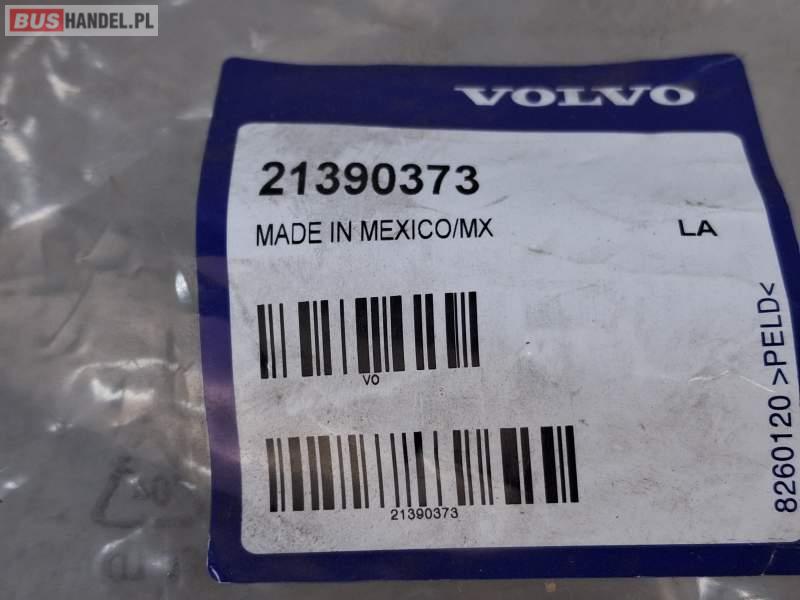 BUSHANDEL.PL
VOLVO
21390373
MADE IN MEXICO/MX
LA
VO
21390373
8260120 >PELD<